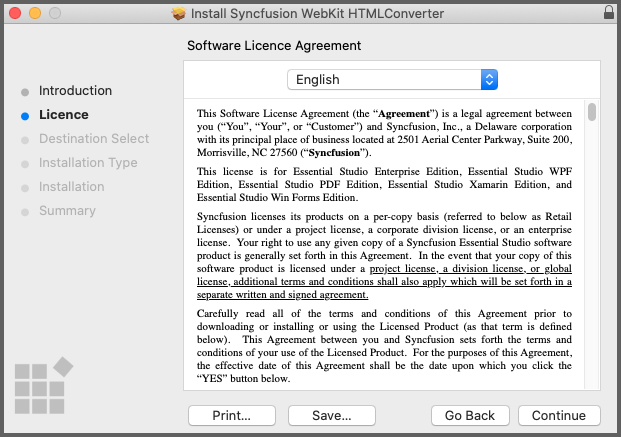 Install Syncfusion WebKit HTMLConverter
Software Licence Agreement
Introduction
Licence
Destination Select
Installation Type
Installation
Summary
English
This Software License Agreement (the “Agreement”) is a legal agreement between
you (“You”, “Your”, or “Customer”) and Syncfusion, Inc., a Delaware corporation
with its principal place of business located at 2501 Aerial Center Parkway, Suite 200,
Morrisville, NC 27560 (“Syncfusion”).
This license is for Essential Studio Enterprise Edition, Essential Studio WPF
Edition, Essential Studio PDF Edition, Essential Studio Xamarin Edition, and
Essential Studio Win Forms Edition.
Syncfusion licenses its products on a per-copy basis (referred to below as Retail
Licenses) or under a project license, a corporate division license, or an enterprise
license. Your right to use any given copy of a Syncfusion Essential Studio software
product is generally set forth in this Agreement. In the event that your copy of this
software product is licensed under a project license, a division license, or global
license, additional terms and conditions shall also apply which will be set forth in a
separate written and signed agreement.
Carefully read all of the terms and conditions of this Agreement prior to
downloading or installing or using the Licensed Product (as that term is defined
below). This Agreement between you and Syncfusion sets forth the terms and
conditions of your use of the Licensed Product. For the purposes of this Agreement,
the effective date of this Agreement shall be the date upon which you click the
“YES” button below.
Print...
Save...
Go Back
Continue